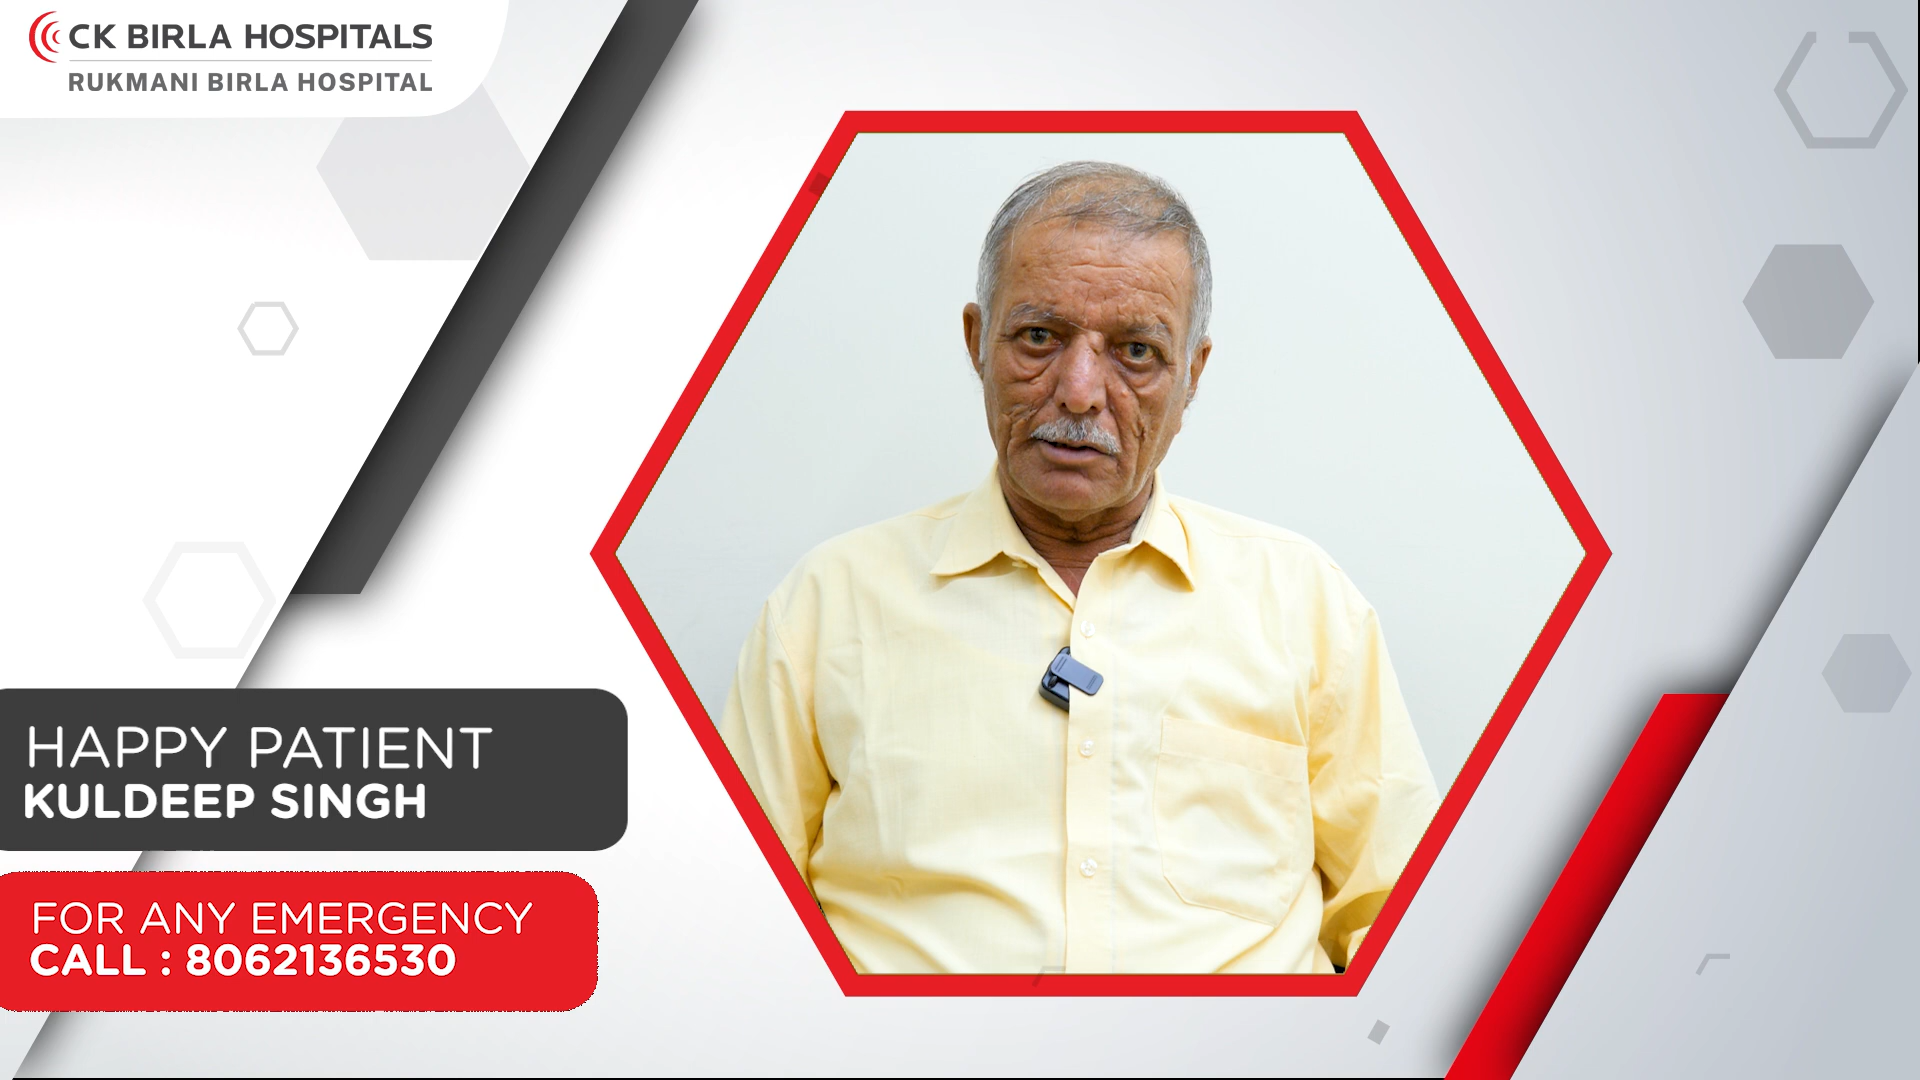 CK BIRLA HOSPITALS
RUKMANI BIRLA HOSPITAL
HAPPY PATIENT
KULDEEP SINGH
FOR ANY EMERGENCY
CALL : 8062136530